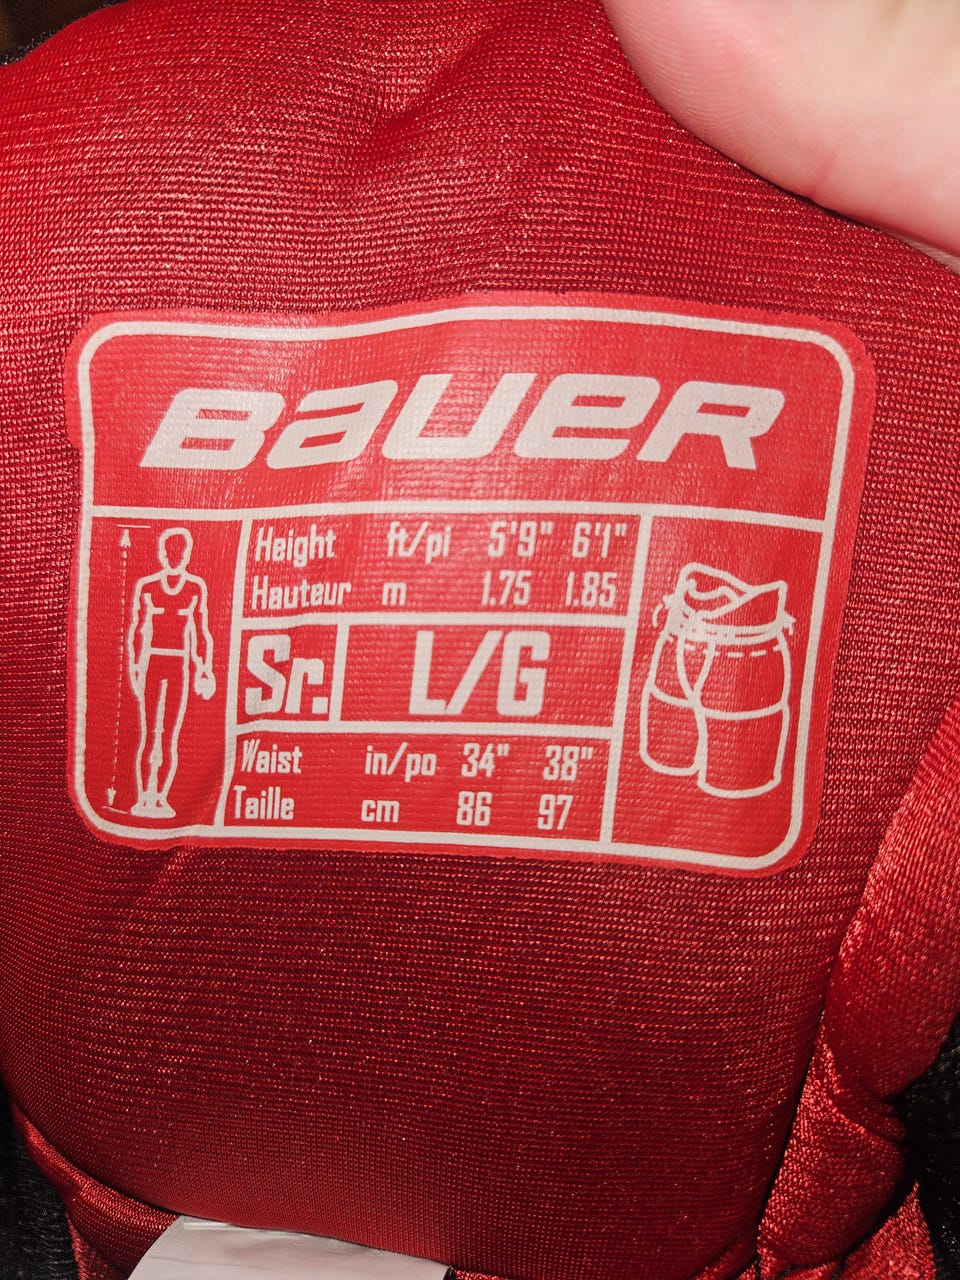 BAUER
Height ft/pi 5'9" 6'1"
Hauteur m 1.75 1.85
Sr. L/G
Waist in/po 34" 38"
Taille cm 86 97